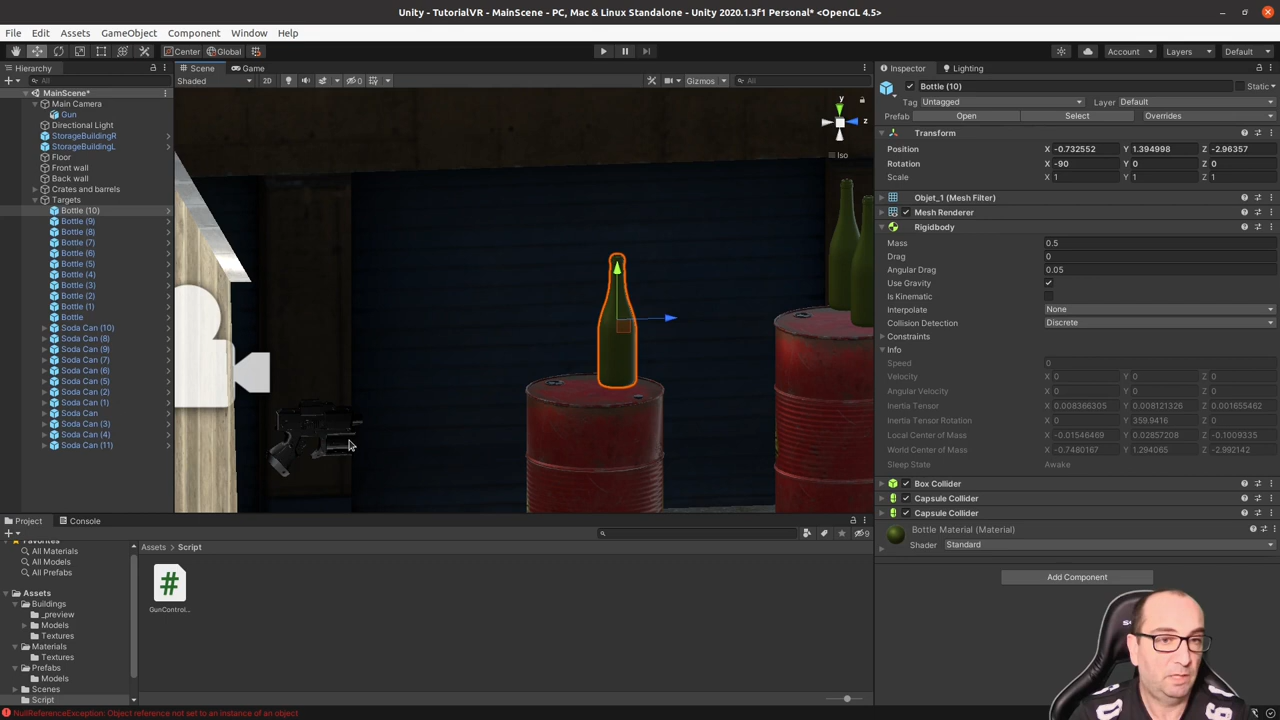 Unity - TutorialVR - MainScene - PC, Mac & Linux Standalone - Unity 2020.1.3f1 Personal* <OpenGL 4.5>
File Edit Assets GameObject Component Window Help
Center Global Account Layers Default
Hierarchy
All
MainScene*
Main Camera
Gun
Directional Light
StorageBuildingR
StorageBuildingL
Floor
Front wall
Back wall
Crates and barrels
Targets
Bottle (10)
Bottle (9)
Bottle (8)
Bottle (7)
Bottle (6)
Bottle (5)
Bottle (4)
Bottle (3)
Bottle (2)
Bottle (1)
Bottle
Soda Can (10)
Soda Can (8)
Soda Can (9)
Soda Can (7)
Soda Can (6)
Soda Can (5)
Soda Can (2)
Soda Can (1)
Soda Can
Soda Can (3)
Soda Can (4)
Soda Can (11)
Scene Game
Shaded 2D 0 Gizmos All
y
z
Iso
Inspector Lighting
Bottle (10) Static
Tag Untagged Layer Default
Prefab Open Select Overrides
Transform
Position X -0.732552 Y 1.394998 Z -2.96357
Rotation X -90 Y 0 Z 0
Scale X 1 Y 1 Z 1
Objet_1 (Mesh Filter)
Mesh Renderer
Rigidbody
Mass 0.5
Drag 0
Angular Drag 0.05
Use Gravity
Is Kinematic
Interpolate None
Collision Detection Discrete
Constraints
Info
Speed 0
Velocity X 0 Y 0 Z 0
Angular Velocity X 0 Y 0 Z 0
Inertia Tensor X 0.008366305 Y 0.008121326 Z 0.001655462
Inertia Tensor Rotation X 0 Y 359.9416 Z 0
Local Center of Mass X -0.01546469 Y 0.02857208 Z -0.1009335
World Center of Mass X -0.7480167 Y 1.294065 Z -2.992142
Sleep State Awake
Box Collider
Capsule Collider
Capsule Collider
Bottle Material (Material)
Shader Standard
Add Component
Project Console
9
Favorites
All Materials
All Models
All Prefabs
Assets
Buildings
_preview
Models
Textures
Materials
Textures
Prefabs
Models
Scenes
Script
Assets > Script
#
GunControl...
NullReferenceException: Object reference not set to an instance of an object